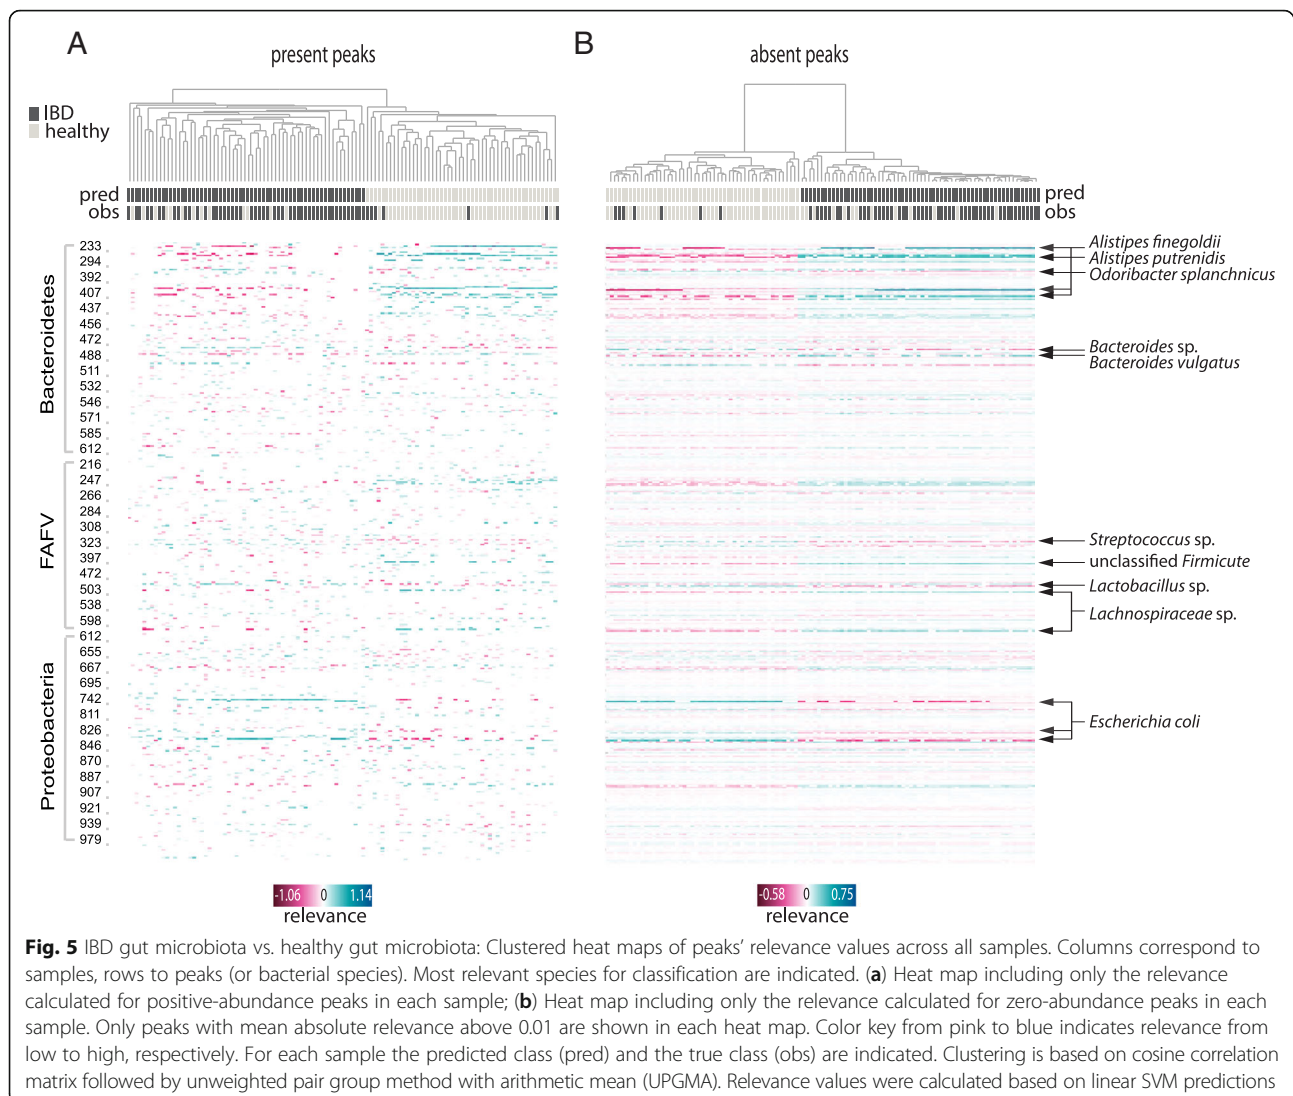 A
present peaks
B
absent peaks
IBD
healthy
pred
obs
pred
obs
Bacteroidetes
233
294
392
407
437
456
472
488
511
532
546
571
585
612
FAFV
216
247
266
284
308
323
397
472
503
538
598
Proteobacteria
612
655
667
695
742
811
826
846
870
887
907
921
939
979
Alistipes finegoldii
Alistipes putrenidis
Odoribacter splanchnicus
Bacteroides sp.
Bacteroides vulgatus
Streptococcus sp.
unclassified Firmicute
Lactobacillus sp.
Lachnospiraceae sp.
Escherichia coli
-1.06 0 1.14
relevance
-0.58 0 0.75
relevance
Fig. 5 IBD gut microbiota vs. healthy gut microbiota: Clustered heat maps of peaks' relevance values across all samples. Columns correspond to
samples, rows to peaks (or bacterial species). Most relevant species for classification are indicated. (a) Heat map including only the relevance
calculated for positive-abundance peaks in each sample; (b) Heat map including only the relevance calculated for zero-abundance peaks in each
sample. Only peaks with mean absolute relevance above 0.01 are shown in each heat map. Color key from pink to blue indicates relevance from
low to high, respectively. For each sample the predicted class (pred) and the true class (obs) are indicated. Clustering is based on cosine correlation
matrix followed by unweighted pair group method with arithmetic mean (UPGMA). Relevance values were calculated based on linear SVM predictions